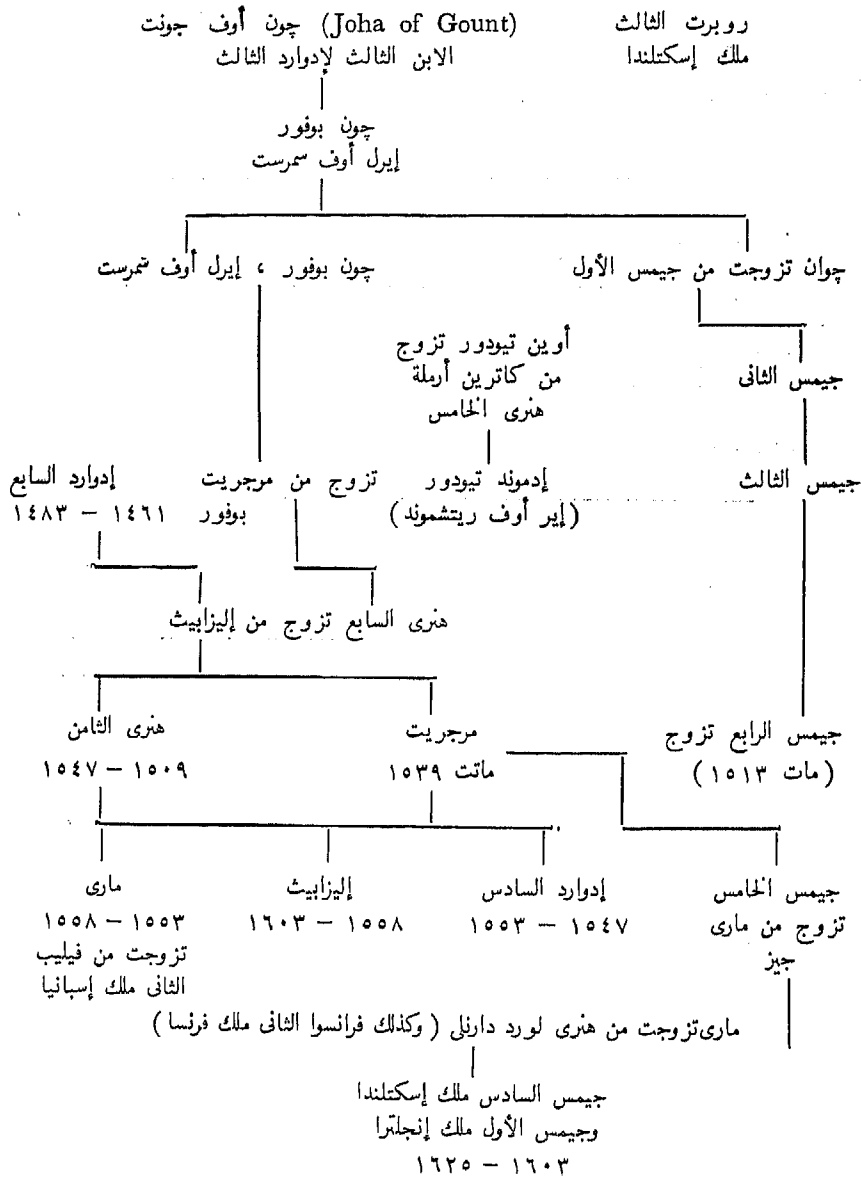 روبرت الثالث
ملك إسكتلندا
چون أوف جونت (Joha of Gount)
الابن الثالث لإدوارد الثالث
چون بوفور
إيرل أوف سمرست
چوان تزوجت من جيمس الأول
چون بوفور ، إيرل أوف سمرست
أوين تيودور تزوج
من كاترين أرملة
هنرى الخامس
جيمس الثانى
جيمس الثالث
إدموند تيودور
(إير أوف ريتشموند)
تزوج من مرجريت
بوفور
إدوارد السابع
١٤٦١ – ١٤٨٣
هنرى السابع تزوج من إليزابيث
جيمس الرابع تزوج
(مات ١٥١٣)
مرجريت
ماتت ١٥٣٩
هنرى الثامن
١٥٠٩ – ١٥٤٧
جيمس الخامس
تزوج من مارى
جيز
إدوارد السادس
١٥٤٧ – ١٥٥٣
إليزابيث
١٥٥٨ – ١٦٠٣
مارى
١٥٥٣ – ١٥٥٨
تزوجت من فيليب
الثانى ملك إسبانيا
مارى تزوجت من هنرى لورد دارنلى (وكذلك فرانسوا الثانى ملك فرنسا)
جيمس السادس ملك إسكتلندا
وجيمس الأول ملك إنجلترا
١٦٠٣ – ١٦٢٥